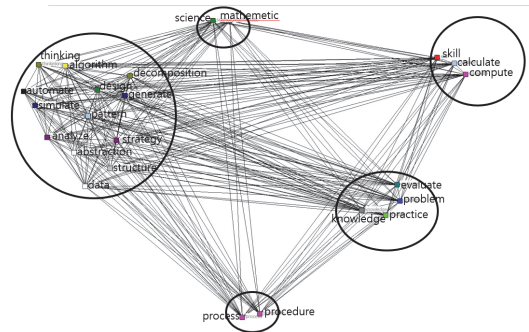 science mathemetic
skill
calculate
compute
thinking
algorithm
decomposition
automate
design
generate
simulate
pattern
analyze
strategy
abstraction
structure
data
evaluate
problem
knowledge practice
process procedure